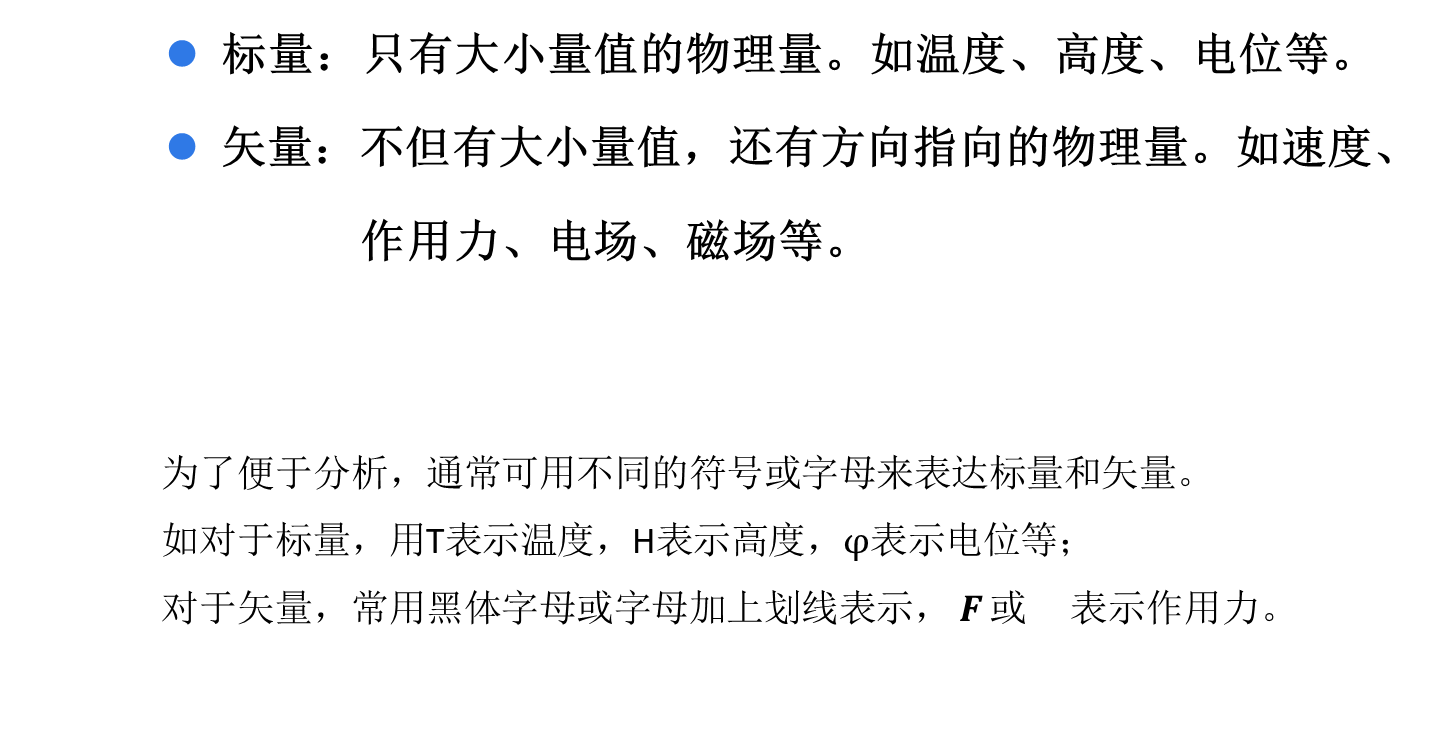 ● 标量：只有大小量值的物理量。如温度、高度、电位等。
● 矢量：不但有大小量值，还有方向指向的物理量。如速度、
作用力、电场、磁场等。
为了便于分析，通常可用不同的符号或字母来表达标量和矢量。
如对于标量，用T表示温度，H表示高度，φ表示电位等；
对于矢量，常用黑体字母或字母加上划线表示，F 或 表示作用力。